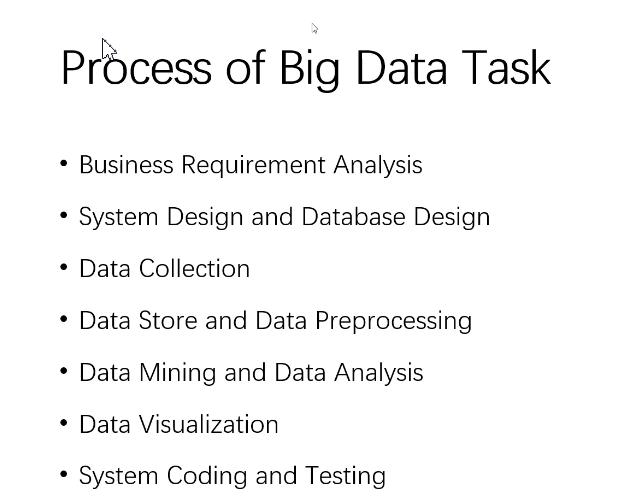 Process of Big Data Task
• Business Requirement Analysis
• System Design and Database Design
• Data Collection
• Data Store and Data Preprocessing
• Data Mining and Data Analysis
• Data Visualization
• System Coding and Testing